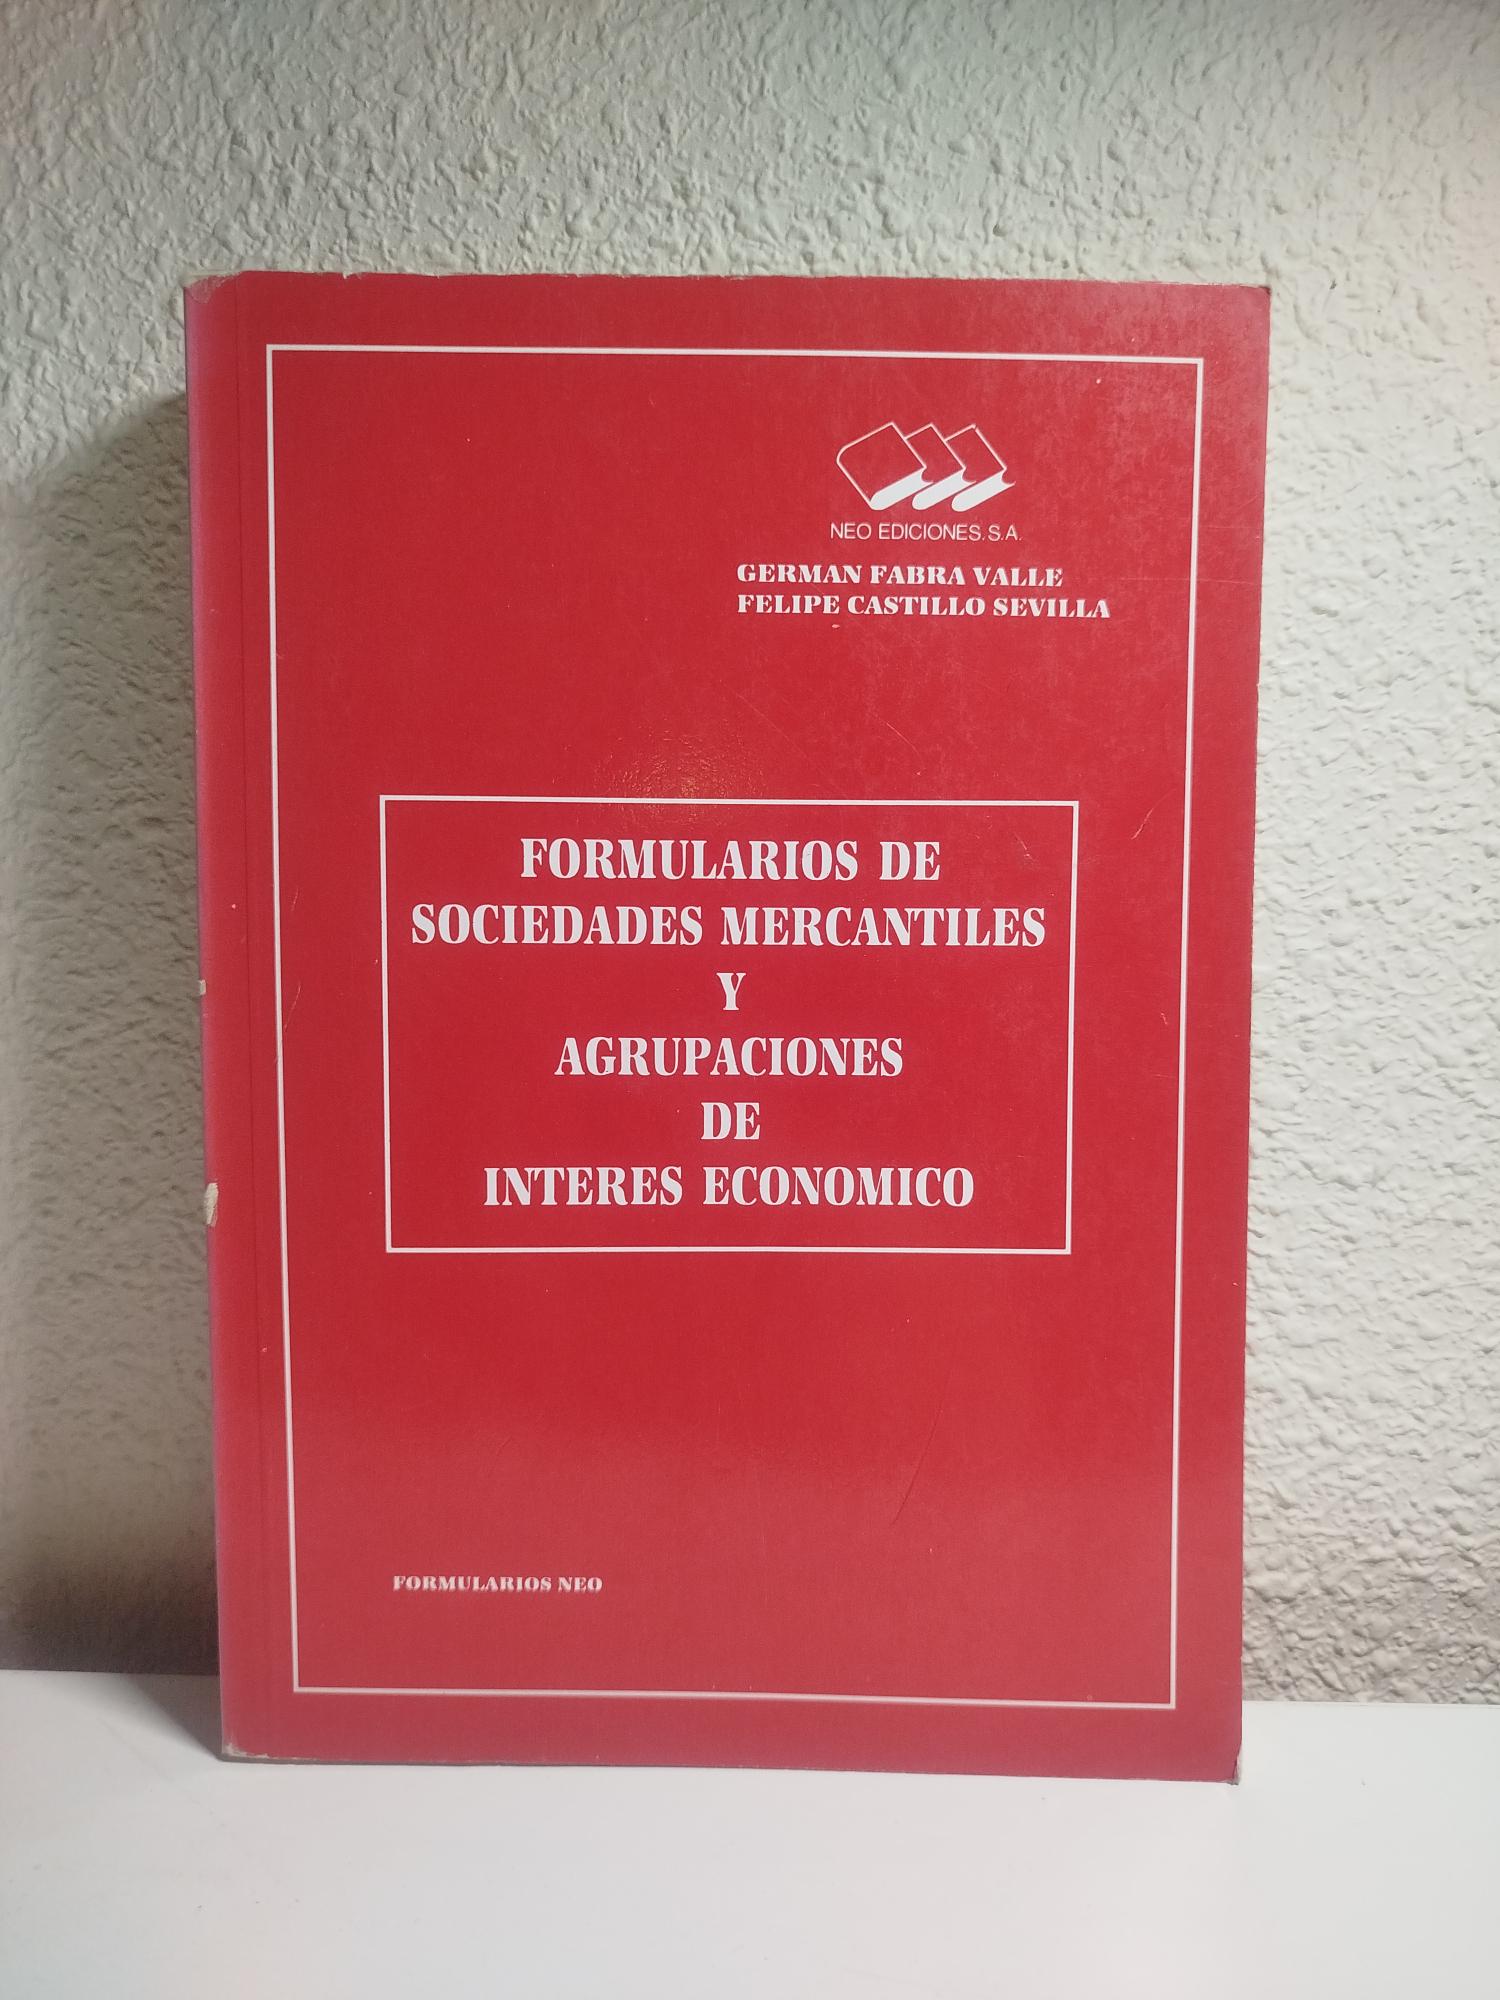 NEO EDICIONES, S.A.
GERMAN FABRA VALLE
FELIPE CASTILLO SEVILLA
FORMULARIOS DE
SOCIEDADES MERCANTILES
Y
AGRUPACIONES
DE
INTERES ECONOMICO
FORMULARIOS NEO